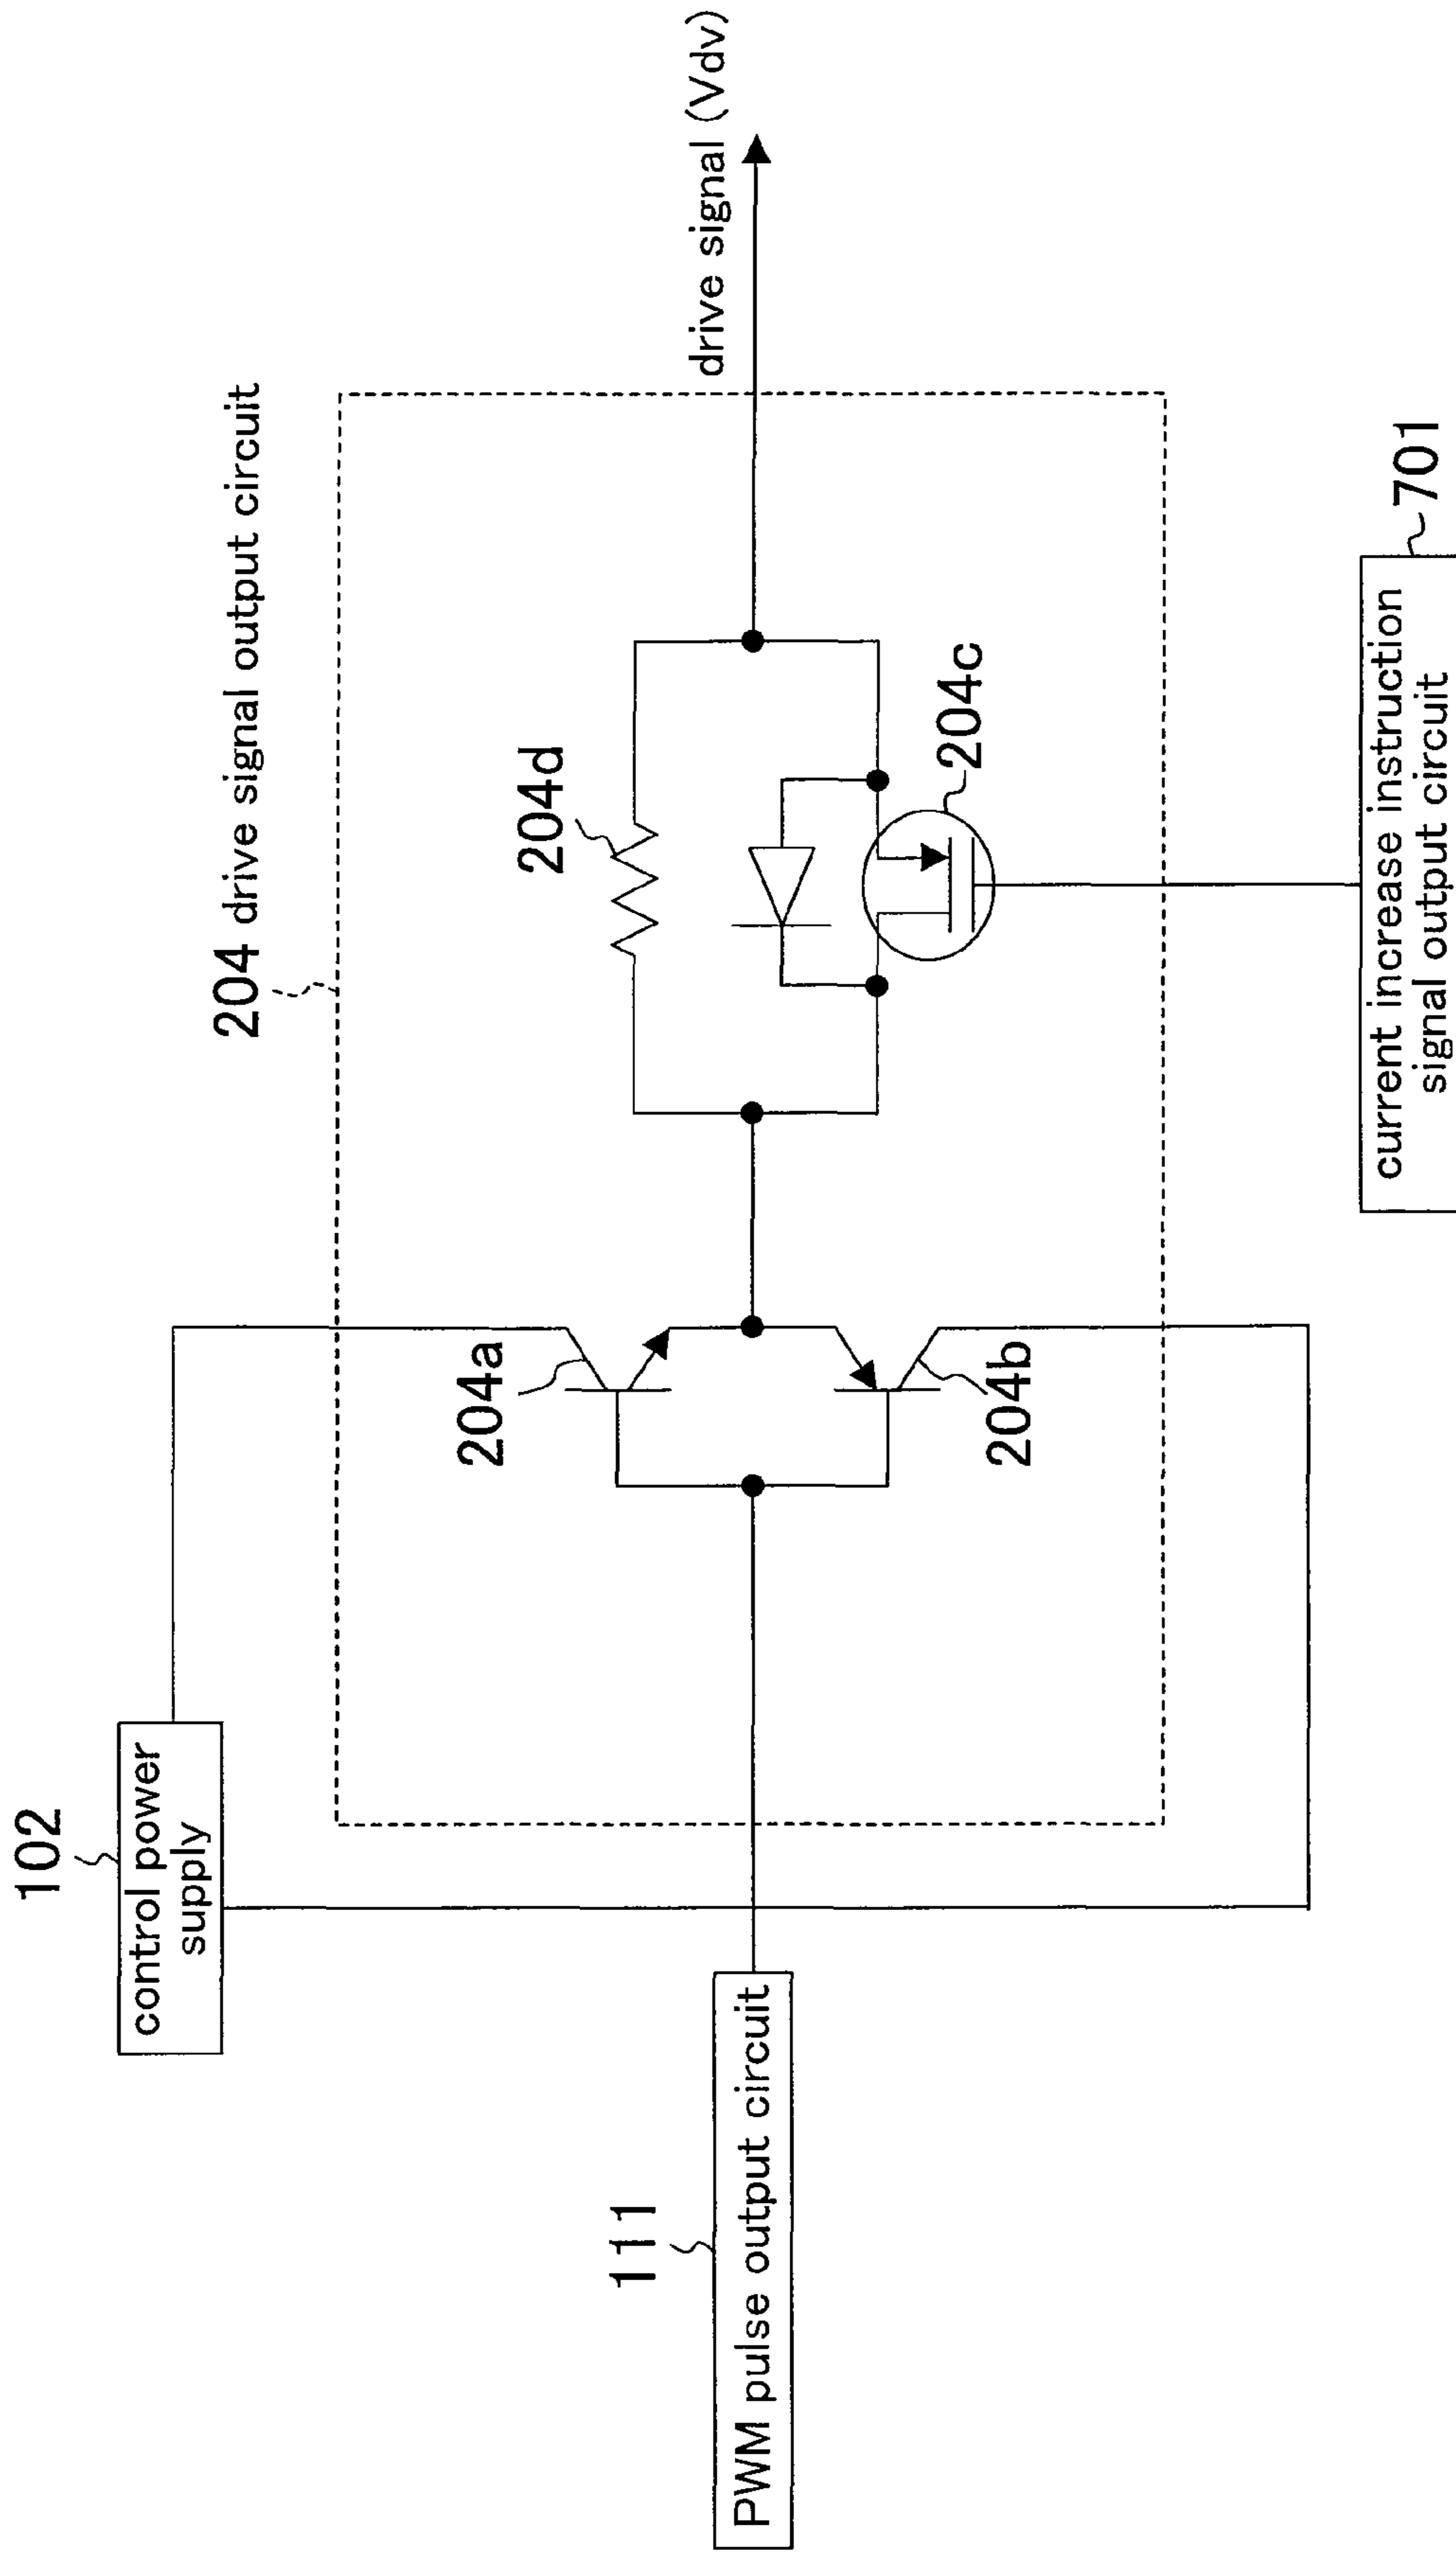 102
control power
supply
204 drive signal output circuit
204a
204b
204d
204c
drive signal (Vdv)
111
PWM pulse output circuit
current increase instruction
signal output circuit
701